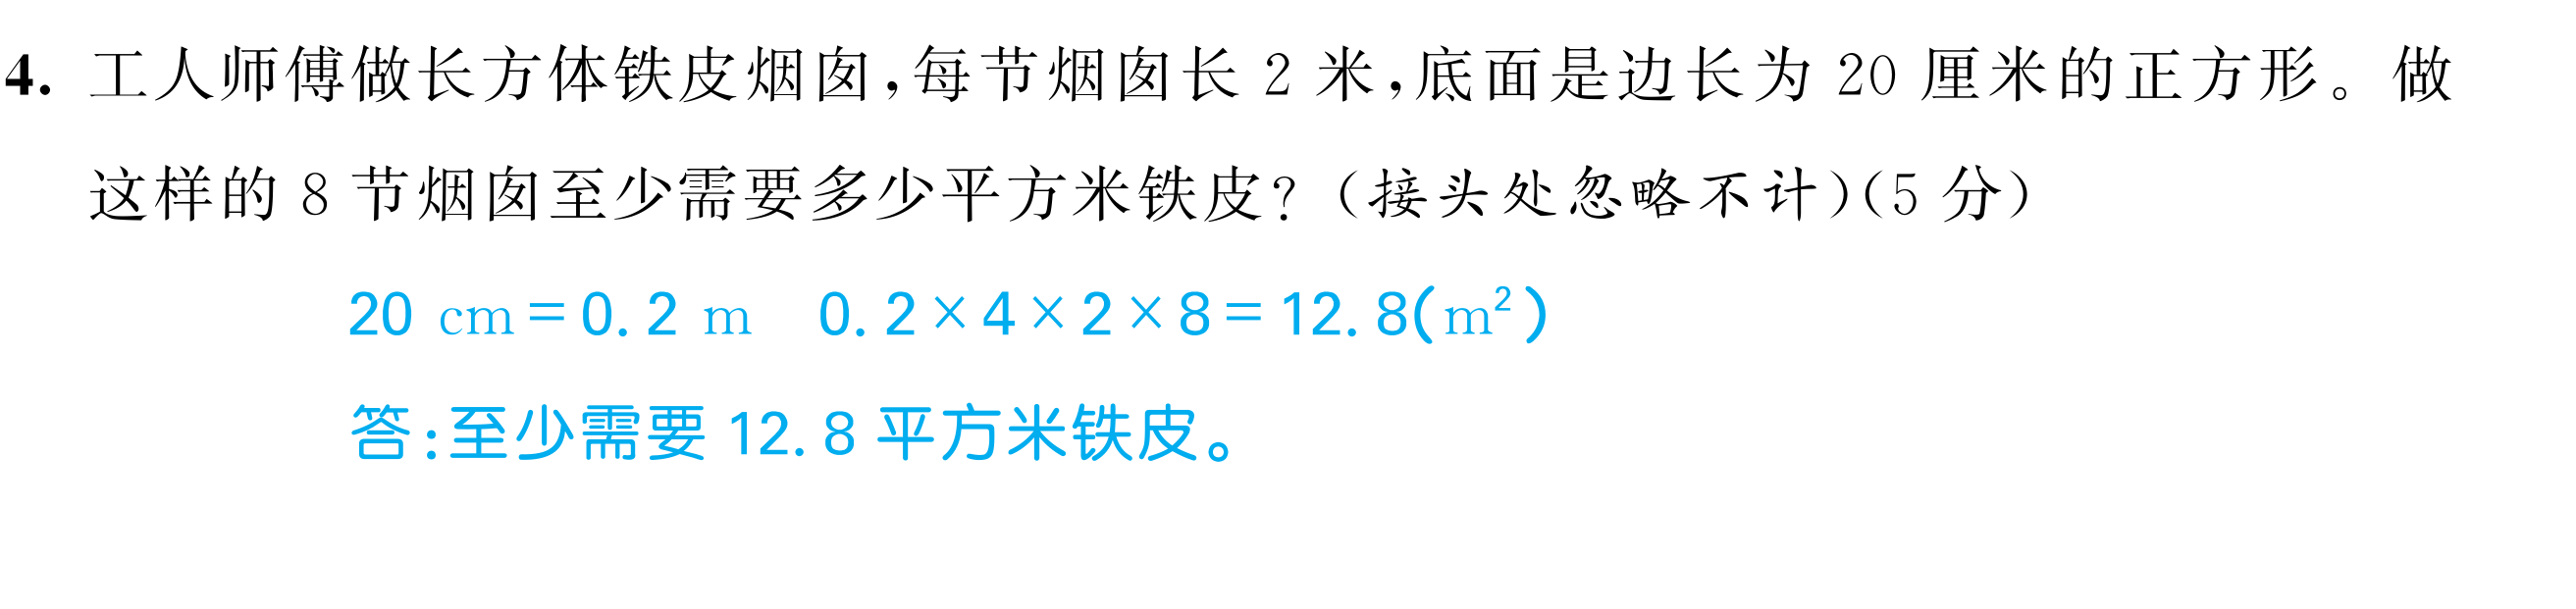 4. 工人师傅做长方体铁皮烟囱,每节烟囱长 2 米,底面是边长为 20 厘米的正方形。做
这样的 8 节烟囱至少需要多少平方米铁皮?(接头处忽略不计)(5 分)
20 cm=0.2 m 0.2×4×2×8=12.8(m²)
答:至少需要 12.8 平方米铁皮。